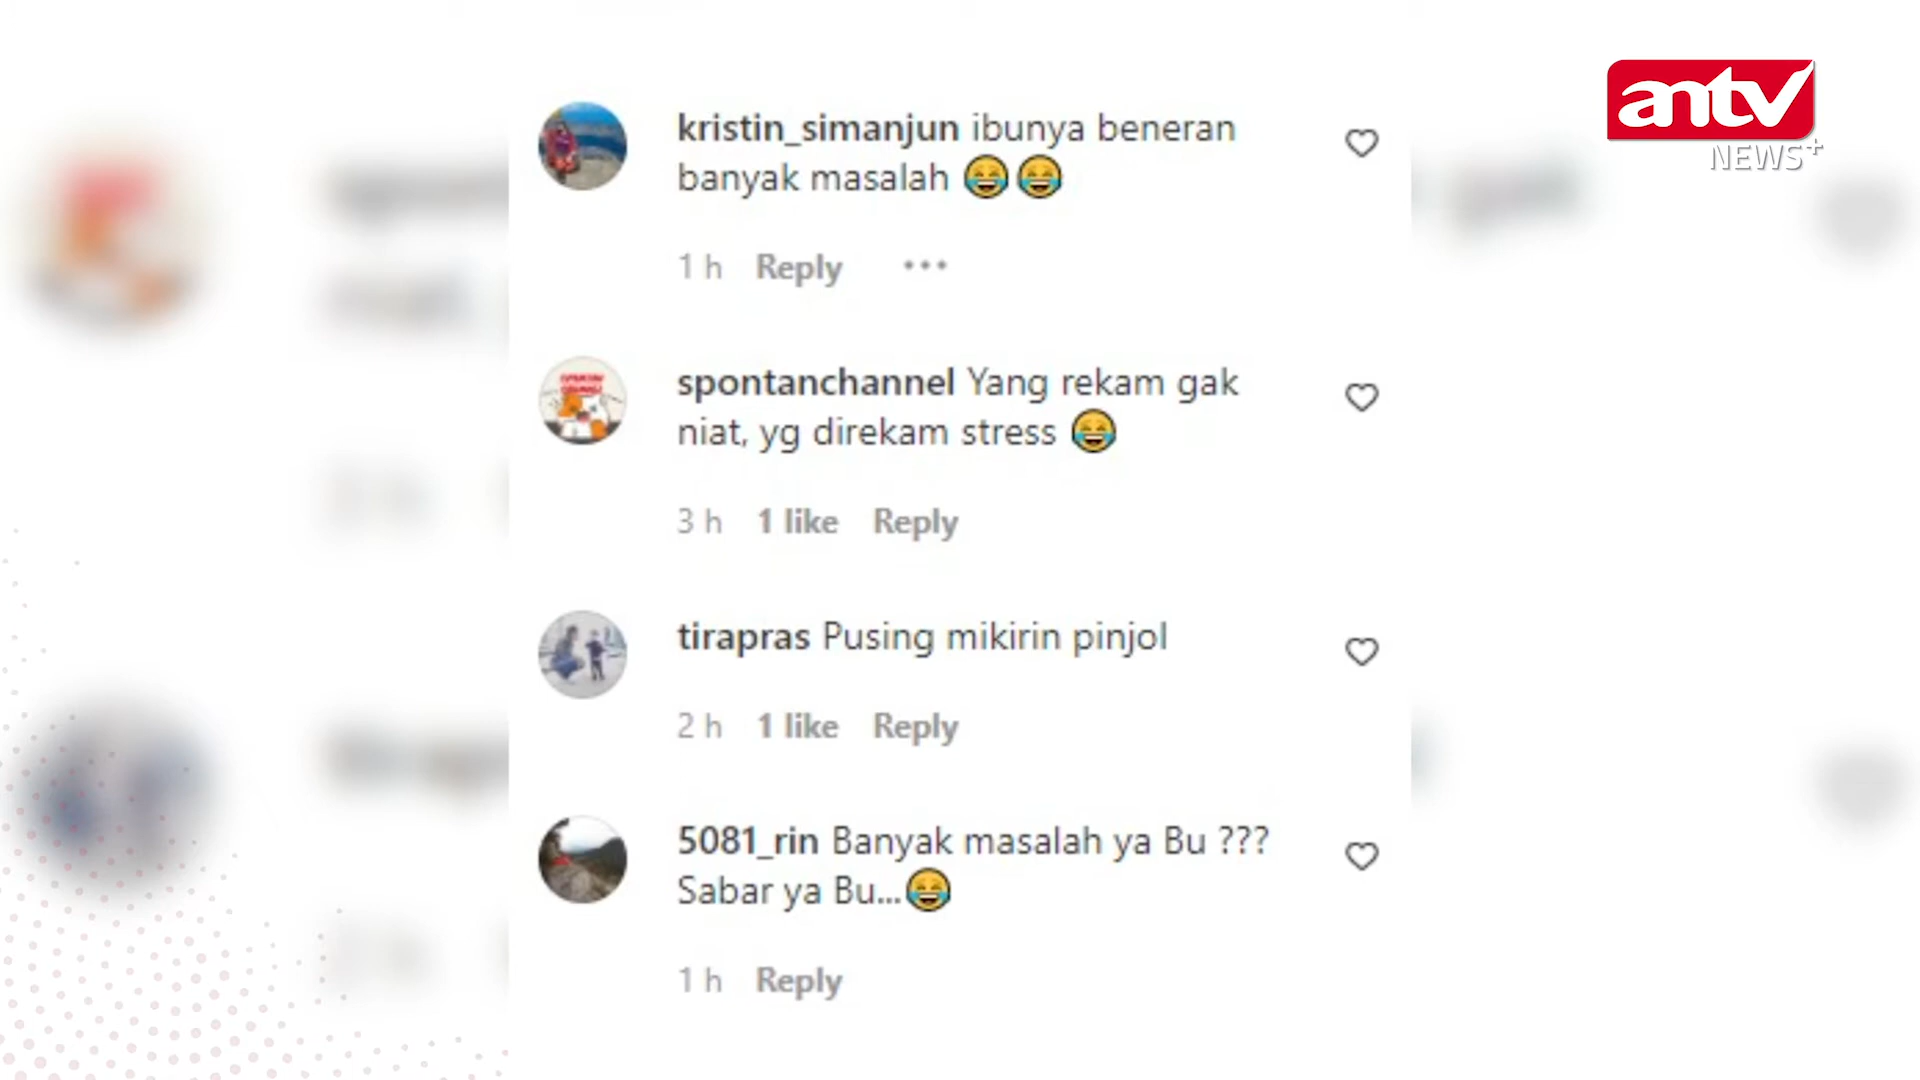 antv
NEWS+
kristin_simanjun ibunya beneran
banyak masalah 😂😂
1 h Reply •••
spontanchannel Yang rekam gak
niat, yg direkam stress 😂
3 h 1 like Reply
tirapras Pusing mikirin pinjol
2 h 1 like Reply
5081_rin Banyak masalah ya Bu ???
Sabar ya Bu...😂
1 h Reply